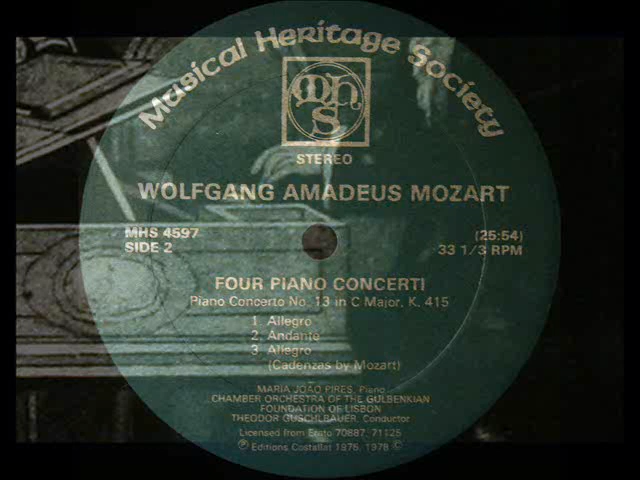 Musical Heritage Society
mhs
STEREO
WOLFGANG AMADEUS MOZART
MHS 4597
SIDE 2
(25:54)
33 1/3 RPM
FOUR PIANO CONCERTI
Piano Concerto No. 13 in C Major, K. 415
1. Allegro
2. Andante
3. Allegro
(Cadenzas by Mozart)
MARIA JOÃO PIRES, Piano
CHAMBER ORCHESTRA OF THE GULBENKIAN
FOUNDATION OF LISBON
THEODOR GUSCHLBAUER, Conductor
Licensed from Erato 70887, 71125
Ⓟ Editions Costallat 1975, 1978 ©